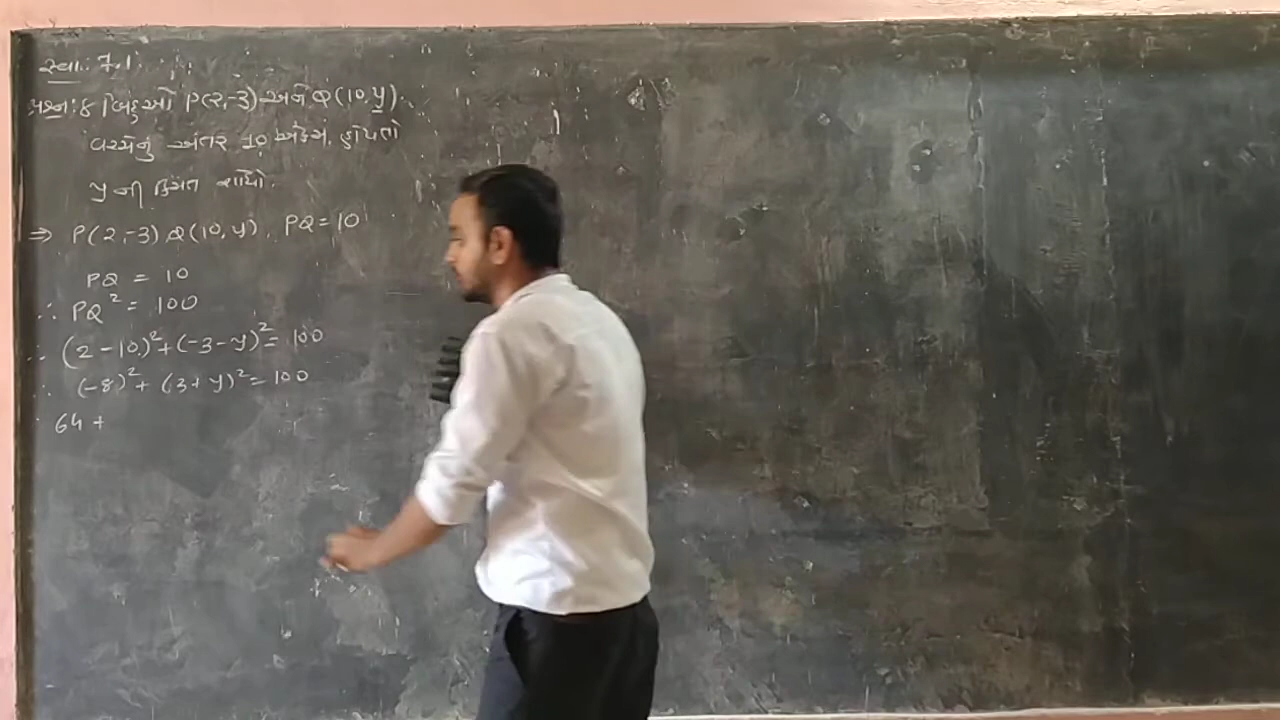 સ્વા: 7.1
પ્રશ્ન: 8 બિંદુઓ P(2,-3) અને Q(10,y).
વચ્ચેનું અંતર 10 એકમ. હોય તો
y ની કિંમત શોધો.
⇒ P(2,-3) Q(10,y), PQ = 10
PQ = 10
∴ PQ² = 100
∴ (2-10)² + (-3-y)² = 100
∴ (-8)² + (3+y)² = 100
64 +